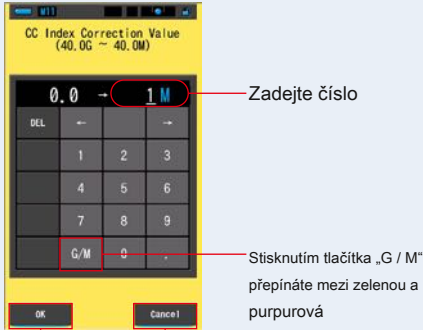 M11
CC Index Correction Value
(40.0G ~ 40.0M)
0.0 → 1 M
Zadejte číslo
DEL ← →
1 2 3
4 5 6
7 8 9
G/M 0 .
Stisknutím tlačítka „G / M“
přepínáte mezi zelenou a
purpurová
OK Cancel